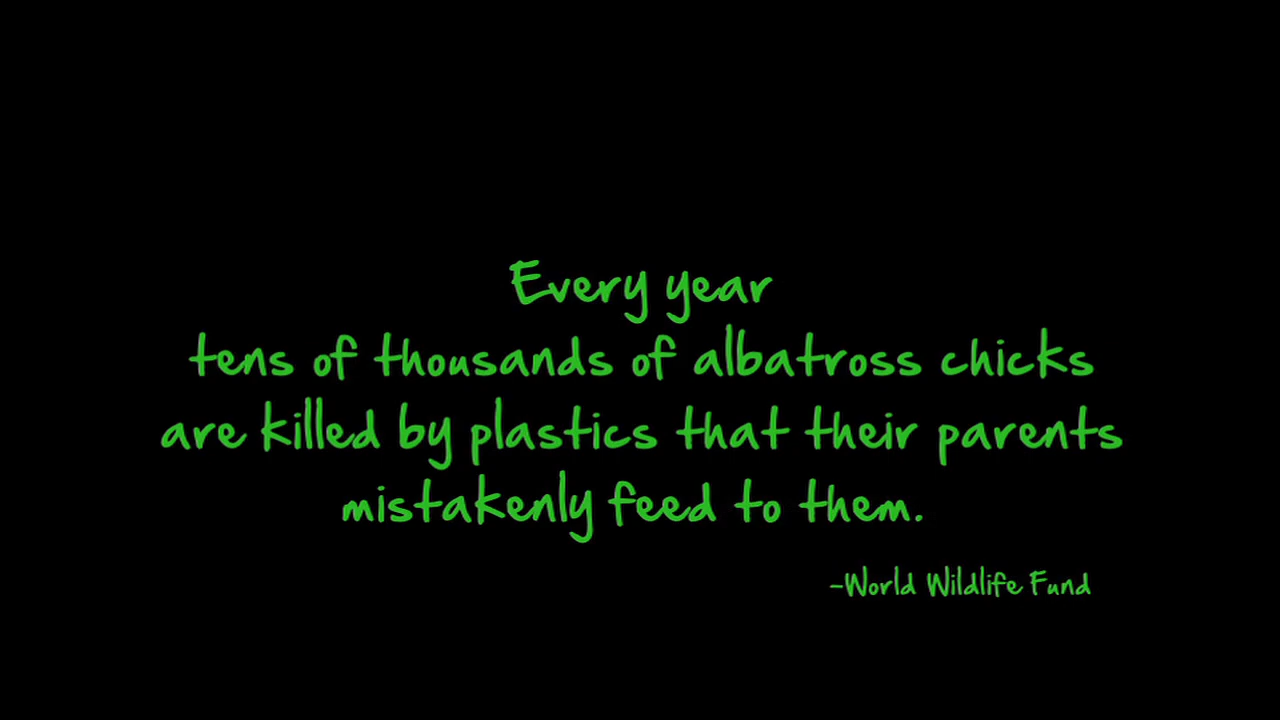 Every year
tens of thousands of albatross chicks
are killed by plastics that their parents
mistakenly feed to them.
-World Wildlife Fund